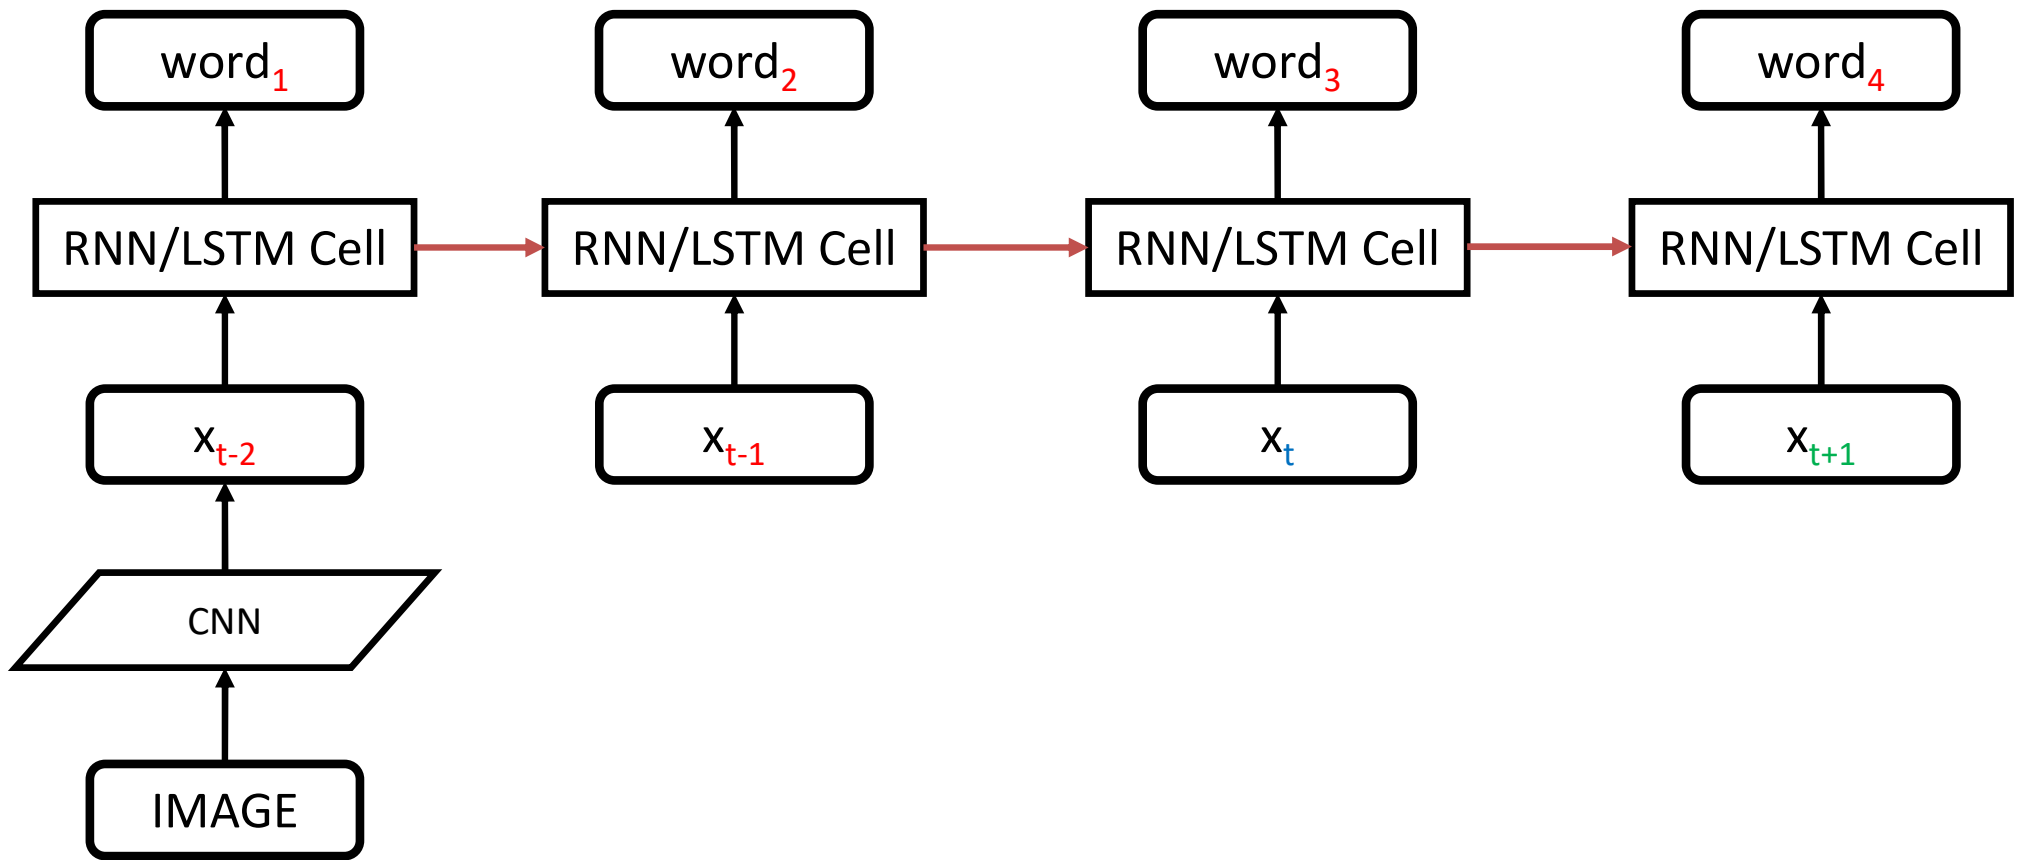 word1 word2 word3 word4
RNN/LSTM Cell RNN/LSTM Cell RNN/LSTM Cell RNN/LSTM Cell
xt-2 xt-1 xt xt+1
CNN
IMAGE